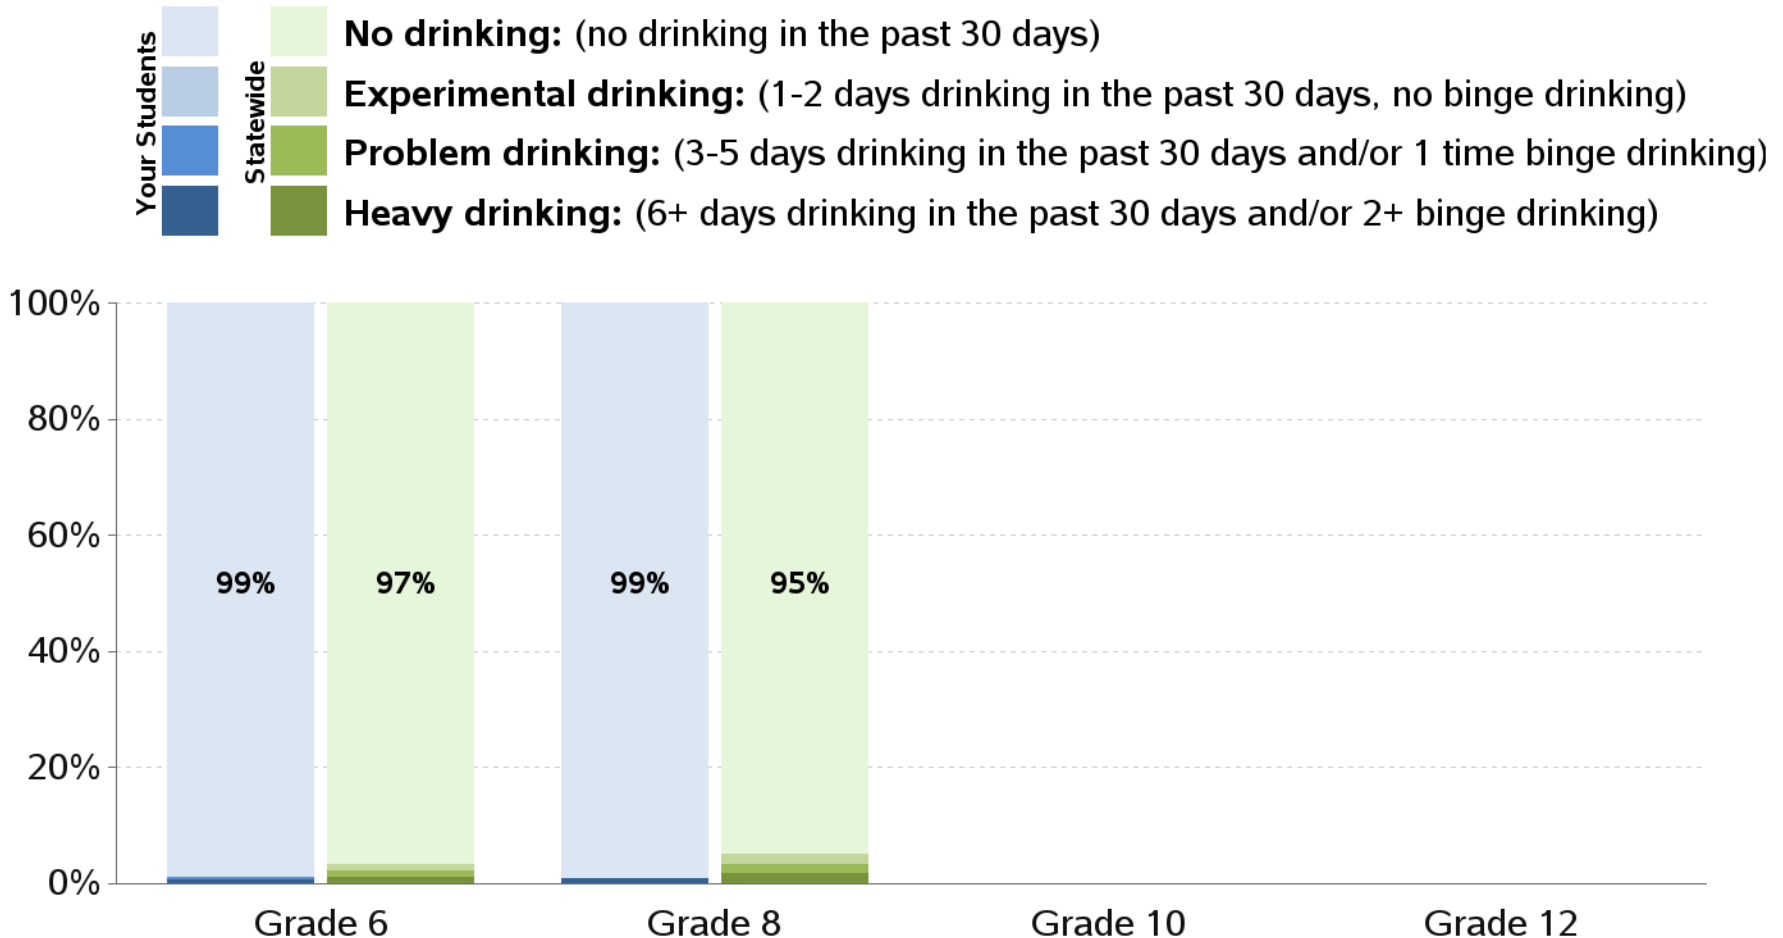 Your Students
Statewide
No drinking: (no drinking in the past 30 days)
Experimental drinking: (1-2 days drinking in the past 30 days, no binge drinking)
Problem drinking: (3-5 days drinking in the past 30 days and/or 1 time binge drinking)
Heavy drinking: (6+ days drinking in the past 30 days and/or 2+ binge drinking)
100%
80%
60%
99% 97% 99% 95%
40%
20%
0%
Grade 6 Grade 8 Grade 10 Grade 12